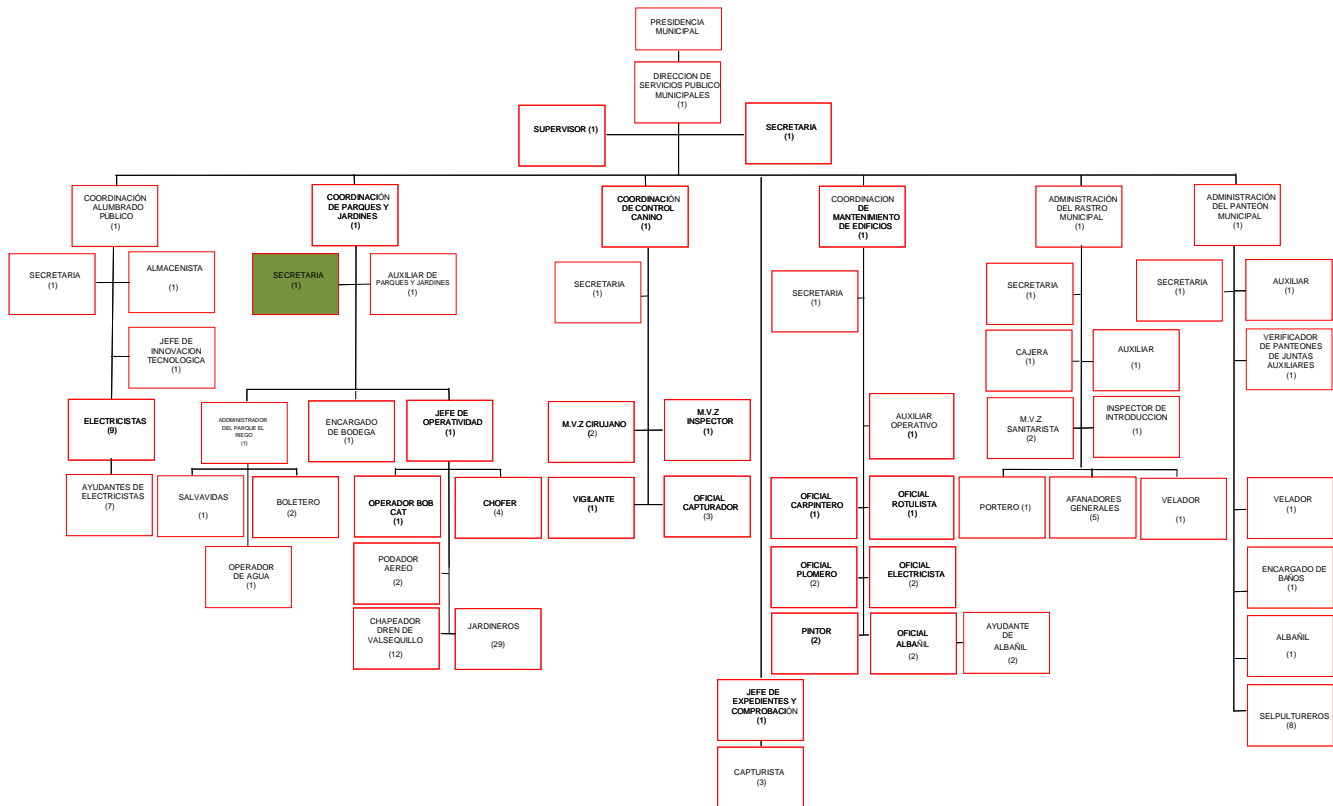 PRESIDENCIA
MUNICIPAL
DIRECCION DE
SERVICIOS PUBLICO
MUNICIPALES
(1)
SUPERVISOR (1)
SECRETARIA
(1)
COORDINACIÓN
ALUMBRADO
PÚBLICO
(1)
COORDINACIÓN
DE PARQUES Y
JARDINES
(1)
COORDINACIÓN
DE CONTROL
CANINO
(1)
COORDINACION
DE
MANTENIMIENTO
DE EDIFICIOS
(1)
ADMINISTRACIÓN
DEL RASTRO
MUNICIPAL
(1)
ADMINISTRACIÓN
DEL PANTEÓN
MUNICIPAL
(1)
SECRETARIA
(1)
ALMACENISTA
(1)
JEFE DE
INNOVACION
TECNOLOGICA
(1)
ELECTRICISTAS
(9)
AYUDANTES DE
ELECTRICISTAS
(7)
SECRETARIA
(1)
AUXILIAR DE
PARQUES Y JARDINES
(1)
ADDMINISTRADOR
DEL PARQUE EL
RIEGO
(1)
ENCARGADO
DE BODEGA
(1)
JEFE DE
OPERATIVIDAD
(1)
SALVAVIDAS
(1)
BOLETERO
(2)
OPERADOR
DE AGUA
(1)
OPERADOR BOB
CAT
(1)
CHOFER
(4)
PODADOR
AEREO
(2)
CHAPEADOR
DREN DE
VALSEQUILLO
(12)
JARDINEROS
(29)
SECRETARIA
(1)
M.V.Z CIRUJANO
(2)
M.V.Z
INSPECTOR
(1)
VIGILANTE
(1)
OFICIAL
CAPTURADOR
(3)
JEFE DE
EXPEDIENTES Y
COMPROBACIÓN
(1)
CAPTURISTA
(3)
SECRETARIA
(1)
AUXILIAR
OPERATIVO
(1)
OFICIAL
CARPINTERO
(1)
OFICIAL
ROTULISTA
(1)
OFICIAL
PLOMERO
(2)
OFICIAL
ELECTRICISTA
(2)
PINTOR
(2)
OFICIAL
ALBAÑIL
(2)
AYUDANTE
DE
ALBAÑIL
(2)
SECRETARIA
(1)
CAJERA
(1)
AUXILIAR
(1)
M.V.Z
SANITARISTA
(2)
INSPECTOR DE
INTRODUCCION
(1)
PORTERO (1)
AFANADORES
GENERALES
(5)
VELADOR
(1)
SECRETARIA
(1)
AUXILIAR
(1)
VERIFICADOR
DE PANTEONES
DE JUNTAS
AUXILIARES
(1)
VELADOR
(1)
ENCARGADO DE
BAÑOS
(1)
ALBAÑIL
(1)
SELPULTUREROS
(8)